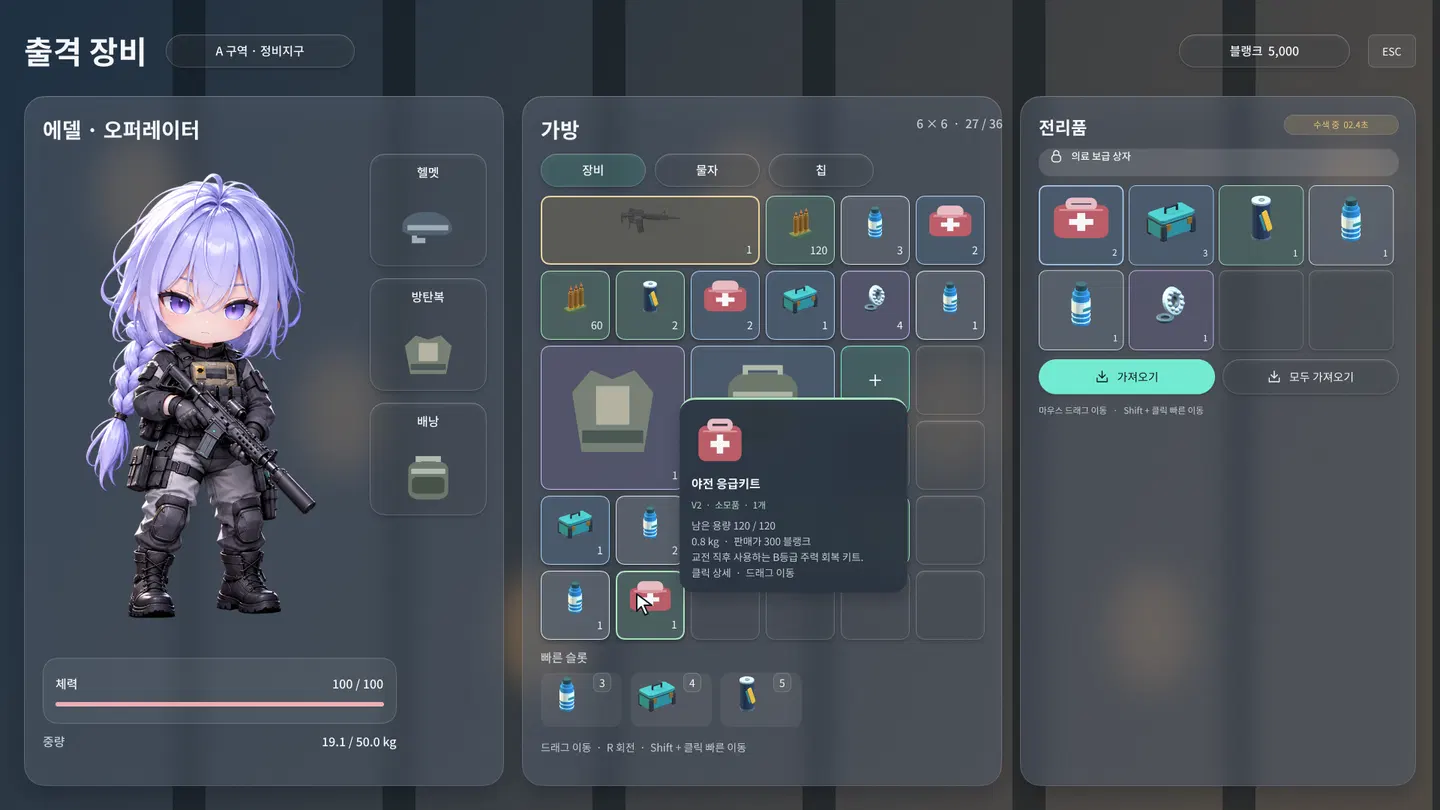 출격 장비
A 구역 · 정비지구
블랭크 5,000
ESC
에델 · 오퍼레이터
헬멧
방탄복
배낭
체력
100 / 100
중량
19.1 / 50.0 kg
가방
6 × 6 · 27 / 36
장비
물자
칩
1
120
3
2
60
2
2
1
4
1
1
+
1
2
1
1
야전 응급키트
V2 · 소모품 · 1개
남은 용량 120 / 120
0.8 kg · 판매가 300 블랭크
교전 직후 사용하는 B등급 주력 회복 키트.
클릭 상세 · 드래그 이동
빠른 슬롯
3
4
5
드래그 이동 · R 회전 · Shift + 클릭 빠른 이동
전리품
수색 중 02.4초
의료 보급 상자
2
3
1
1
1
1
가져오기
모두 가져오기
마우스 드래그 이동 · Shift + 클릭 빠른 이동